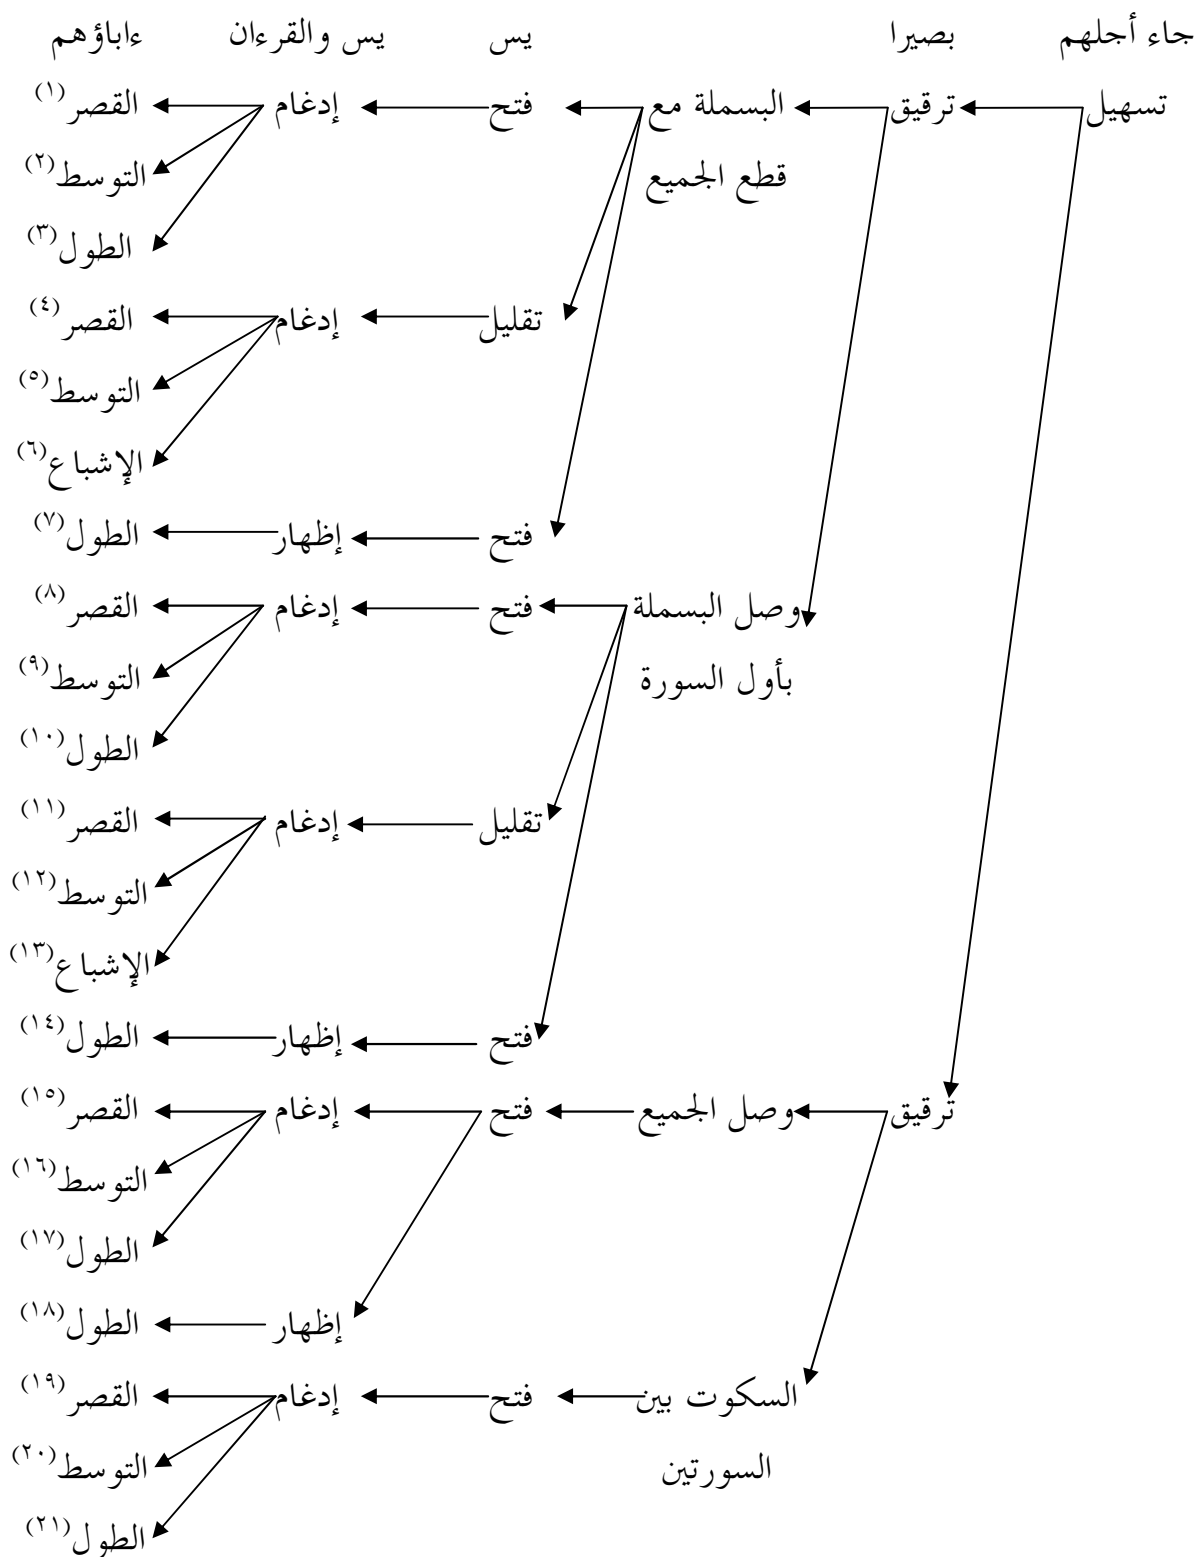 جاء أجلهم بصيرا يس يس والقرءان ءاباؤهم
تسهيل ترقيق البسملة مع فتح إدغام القصر(١)
قطع الجميع التوسط(٢)
الطول(٣)
تقليل إدغام القصر(٤)
التوسط(٥)
الإشباع(٦)
فتح إظهار الطول(٧)
وصل البسملة فتح إدغام القصر(٨)
بأول السورة التوسط(٩)
الطول(١٠)
تقليل إدغام القصر(١١)
التوسط(١٢)
الإشباع(١٣)
فتح إظهار الطول(١٤)
ترقيق وصل الجميع فتح إدغام القصر(١٥)
التوسط(١٦)
الطول(١٧)
إظهار الطول(١٨)
السكوت بين فتح إدغام القصر(١٩)
السورتين التوسط(٢٠)
الطول(٢١)